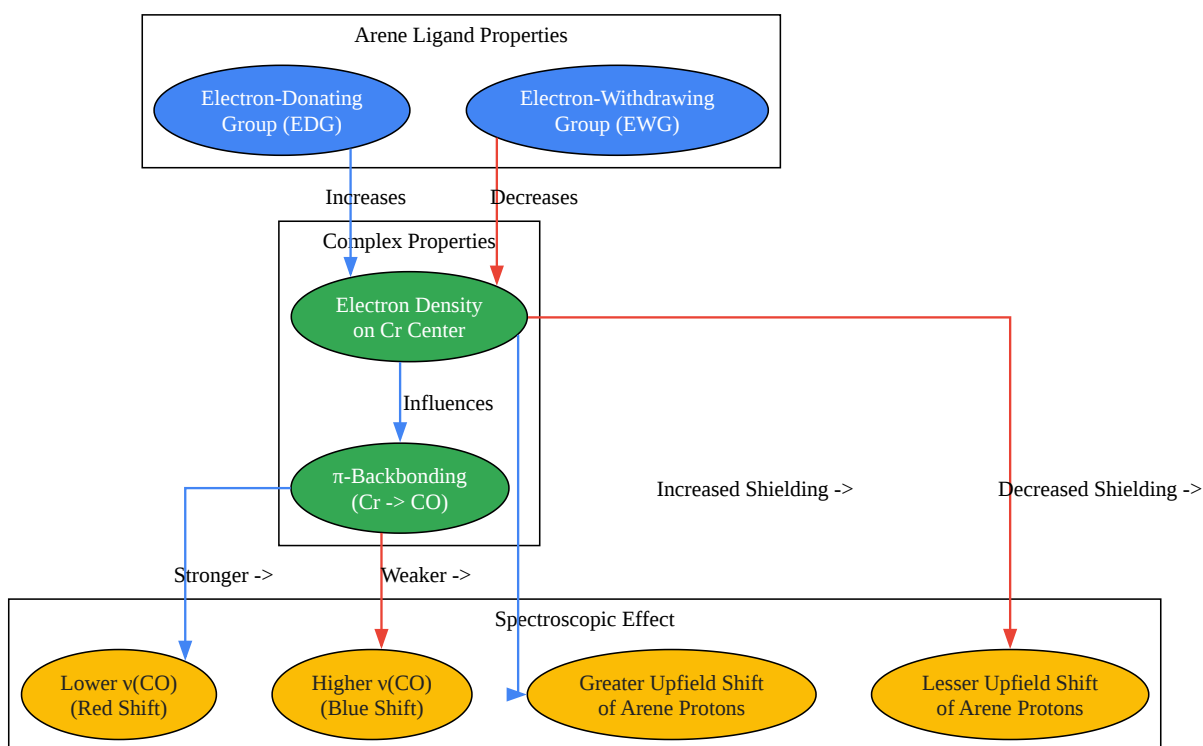 Arene Ligand Properties
Electron-Donating
Group (EDG)
Electron-Withdrawing
Group (EWG)
Increases
Decreases
Complex Properties
Electron Density
on Cr Center
Influences
π-Backbonding
(Cr -> CO)
Increased Shielding ->
Decreased Shielding ->
Stronger ->
Weaker ->
Spectroscopic Effect
Lower ν(CO)
(Red Shift)
Higher ν(CO)
(Blue Shift)
Greater Upfield Shift
of Arene Protons
Lesser Upfield Shift
of Arene Protons